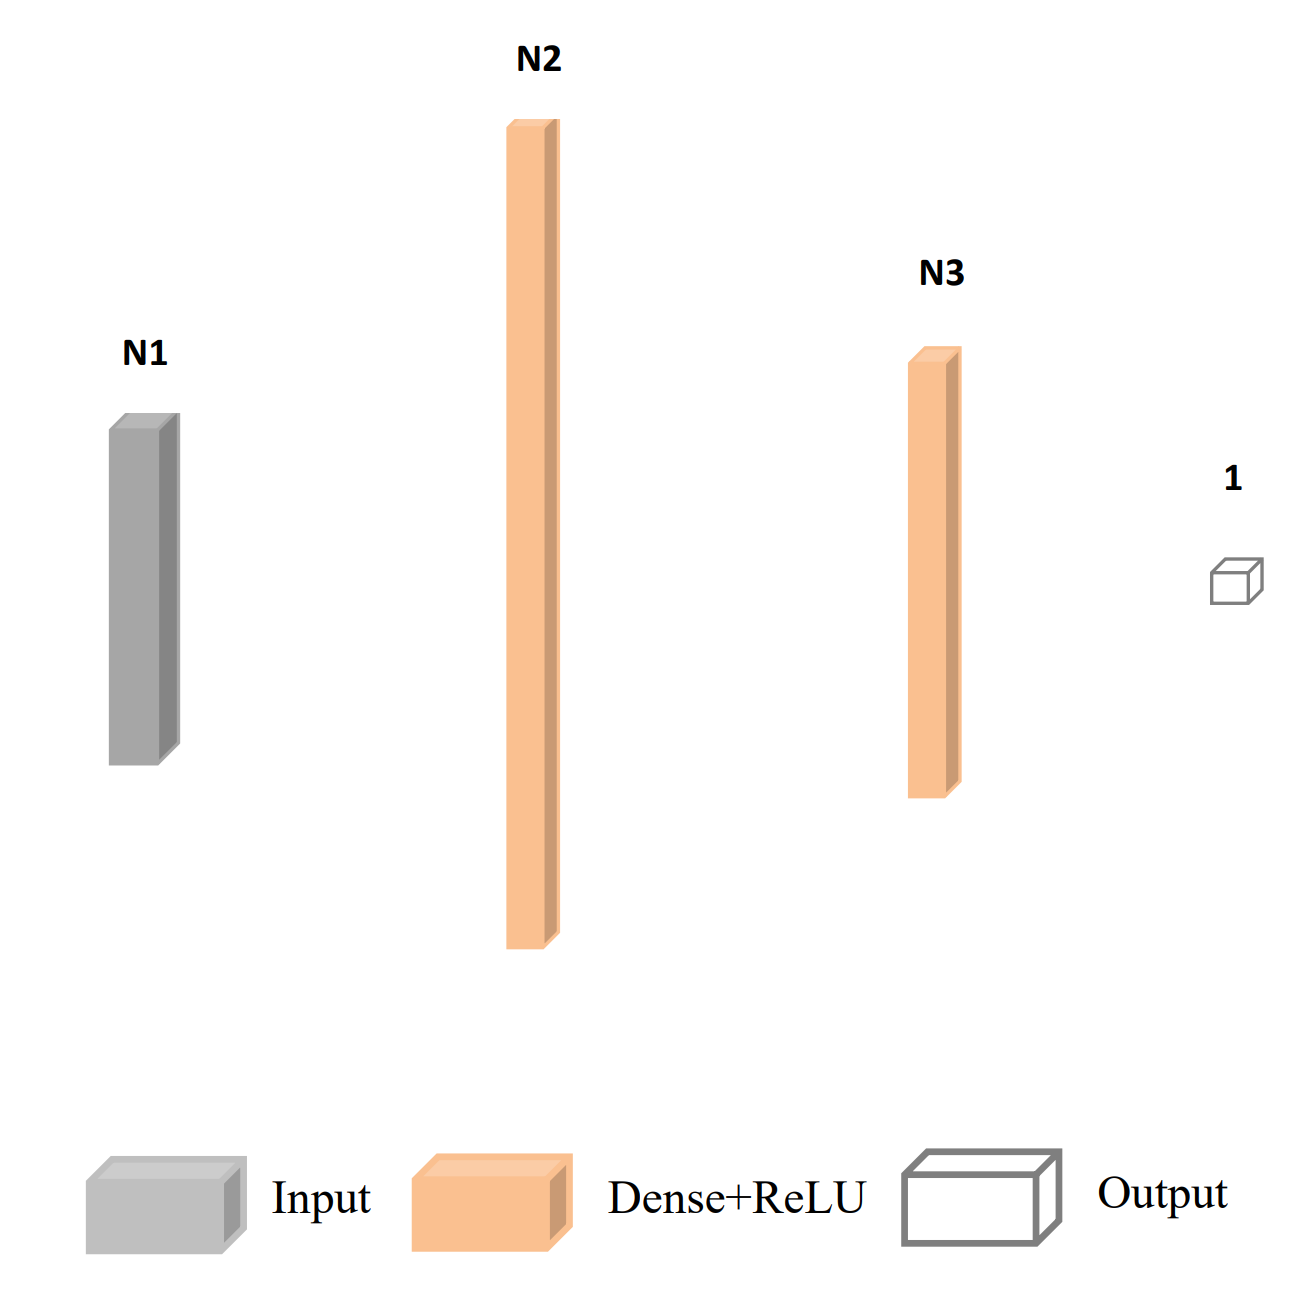 N2
N3
N1
1
Input
Dense+ReLU
Output